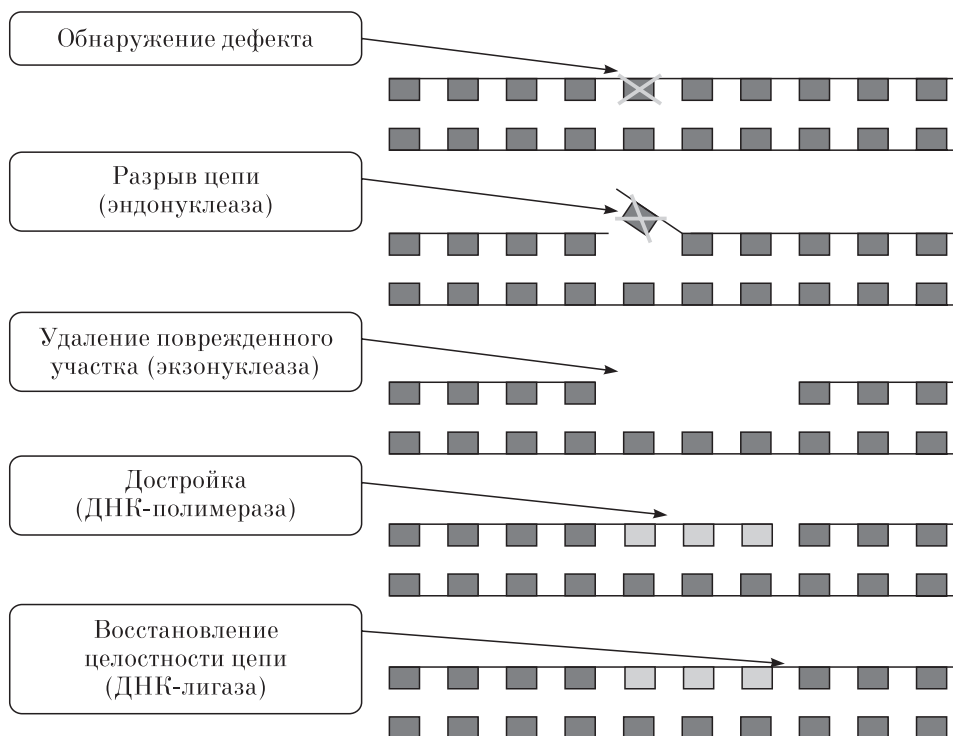 Обнаружение дефекта
Разрыв цепи
(эндонуклеаза)
Удаление поврежденного
участка (экзонуклеаза)
Достройка
(ДНК-полимераза)
Восстановление
целостности цепи
(ДНК-лигаза)